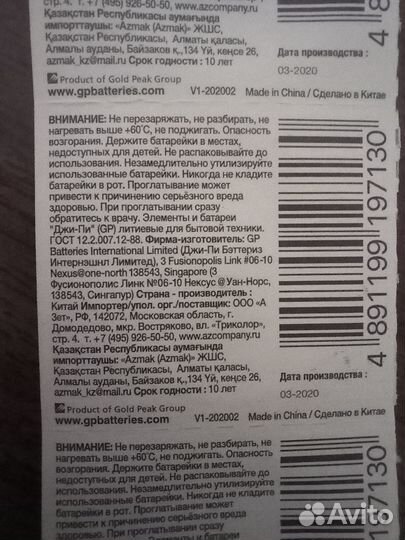 стр. 4. т. +7 (495) 926-50-50, www.azcompany.ru
Қазақстан Республикасы аумағында
импорттаушы: «Azmak (Azmak)» ЖШС,
Қазақстан Республикасы, Алматы қаласы,
Алмалы ауданы, Байзаков қ.,134 Үй, кеңсе 26,
azmak_kz@mail.ru Срок годности : 10 лет
Дата производства :
03-2020
Product of Gold Peak Group
www.gpbatteries.com V1-202002 Made in China / Сделано в Китае
ВНИМАНИЕ: Не перезаряжать, не разбирать, не
нагревать выше +60°C, не поджигать. Опасность
возгорания. Держите батарейки в местах,
недоступных для детей. Не распаковывайте до
использования. Незамедлительно утилизируйте
использованные батарейки. Никогда не кладите
батарейки в рот. Проглатывание может
привести к причинению серьёзного вреда
здоровью. При проглатывании сразу
обратитесь к врачу. Элементы и батареи
"Джи-Пи" (GP) литиевые для бытовой техники.
ГОСТ 12.2.007.12-88. Фирма-изготовитель: GP
Batteries International Limited (Джи-Пи Бэттериз
Интернэшнл Лимитед), 3 Fusionopolis Link #06-10
Nexus@one-north 138543, Singapore (3
Фусионополис Линк №06-10 Нексус @ Уан-Норс,
138543, Сингапур) Страна - производитель :
Китай Импортер/упол. орг./поставщик: ООО «А
Зет», РФ, 142072, Московская область, г.
Домодедово, мкр. Востряково, вл. «Триколор»,
стр. 4. т. +7 (495) 926-50-50, www.azcompany.ru
Қазақстан Республикасы аумағында
импорттаушы: «Azmak (Azmak)» ЖШС,
Қазақстан Республикасы, Алматы қаласы,
Алмалы ауданы, Байзаков қ.,134 Үй, кеңсе 26,
azmak_kz@mail.ru Срок годности : 10 лет
4 891199 197130
Дата производства :
03-2020
Product of Gold Peak Group
www.gpbatteries.com V1-202002 Made in China / Сделано в Китае
ВНИМАНИЕ: Не перезаряжать, не разбирать, не
нагревать выше +60°C, не поджигать. Опасность
возгорания. Держите батарейки в местах,
недоступных для детей. Не распаковывайте до
использования. Незамедлительно утилизируйте
использованные батарейки. Никогда не кладите
батарейки в рот. Проглатывание может
привести к причинению серьёзного вреда
здоровью. При проглатывании сразу
197130
Avito